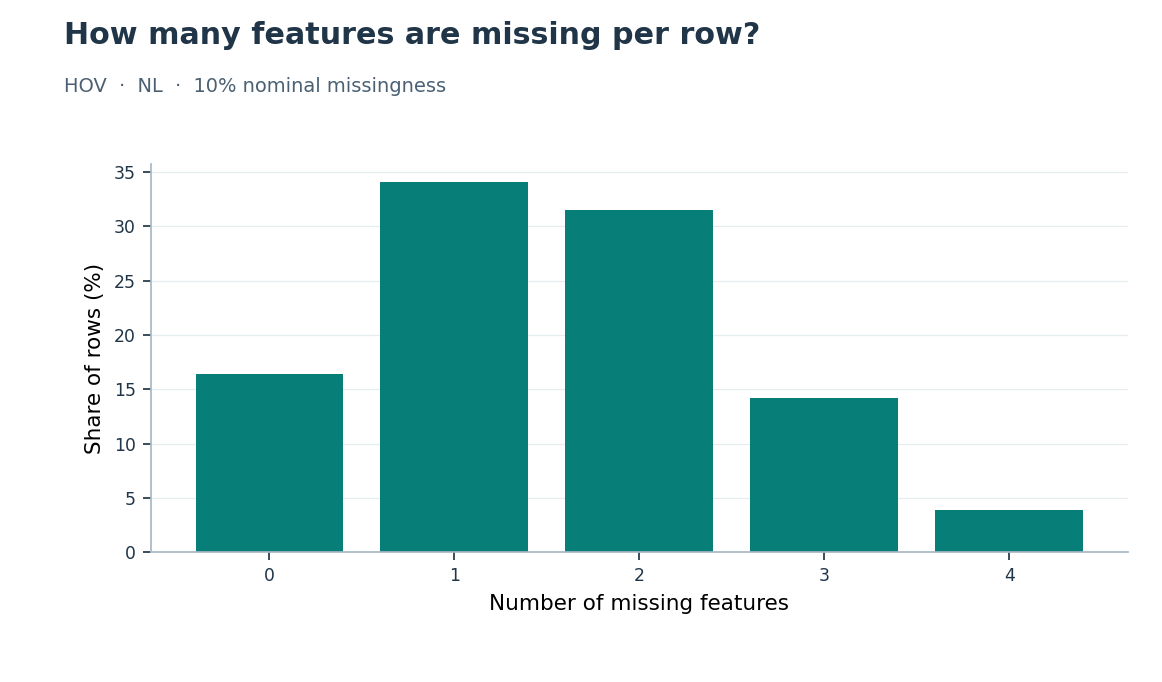 How many features are missing per row?
HOV · NL · 10% nominal missingness
Share of rows (%)
35
30
25
20
15
10
5
0
0 1 2 3 4
Number of missing features